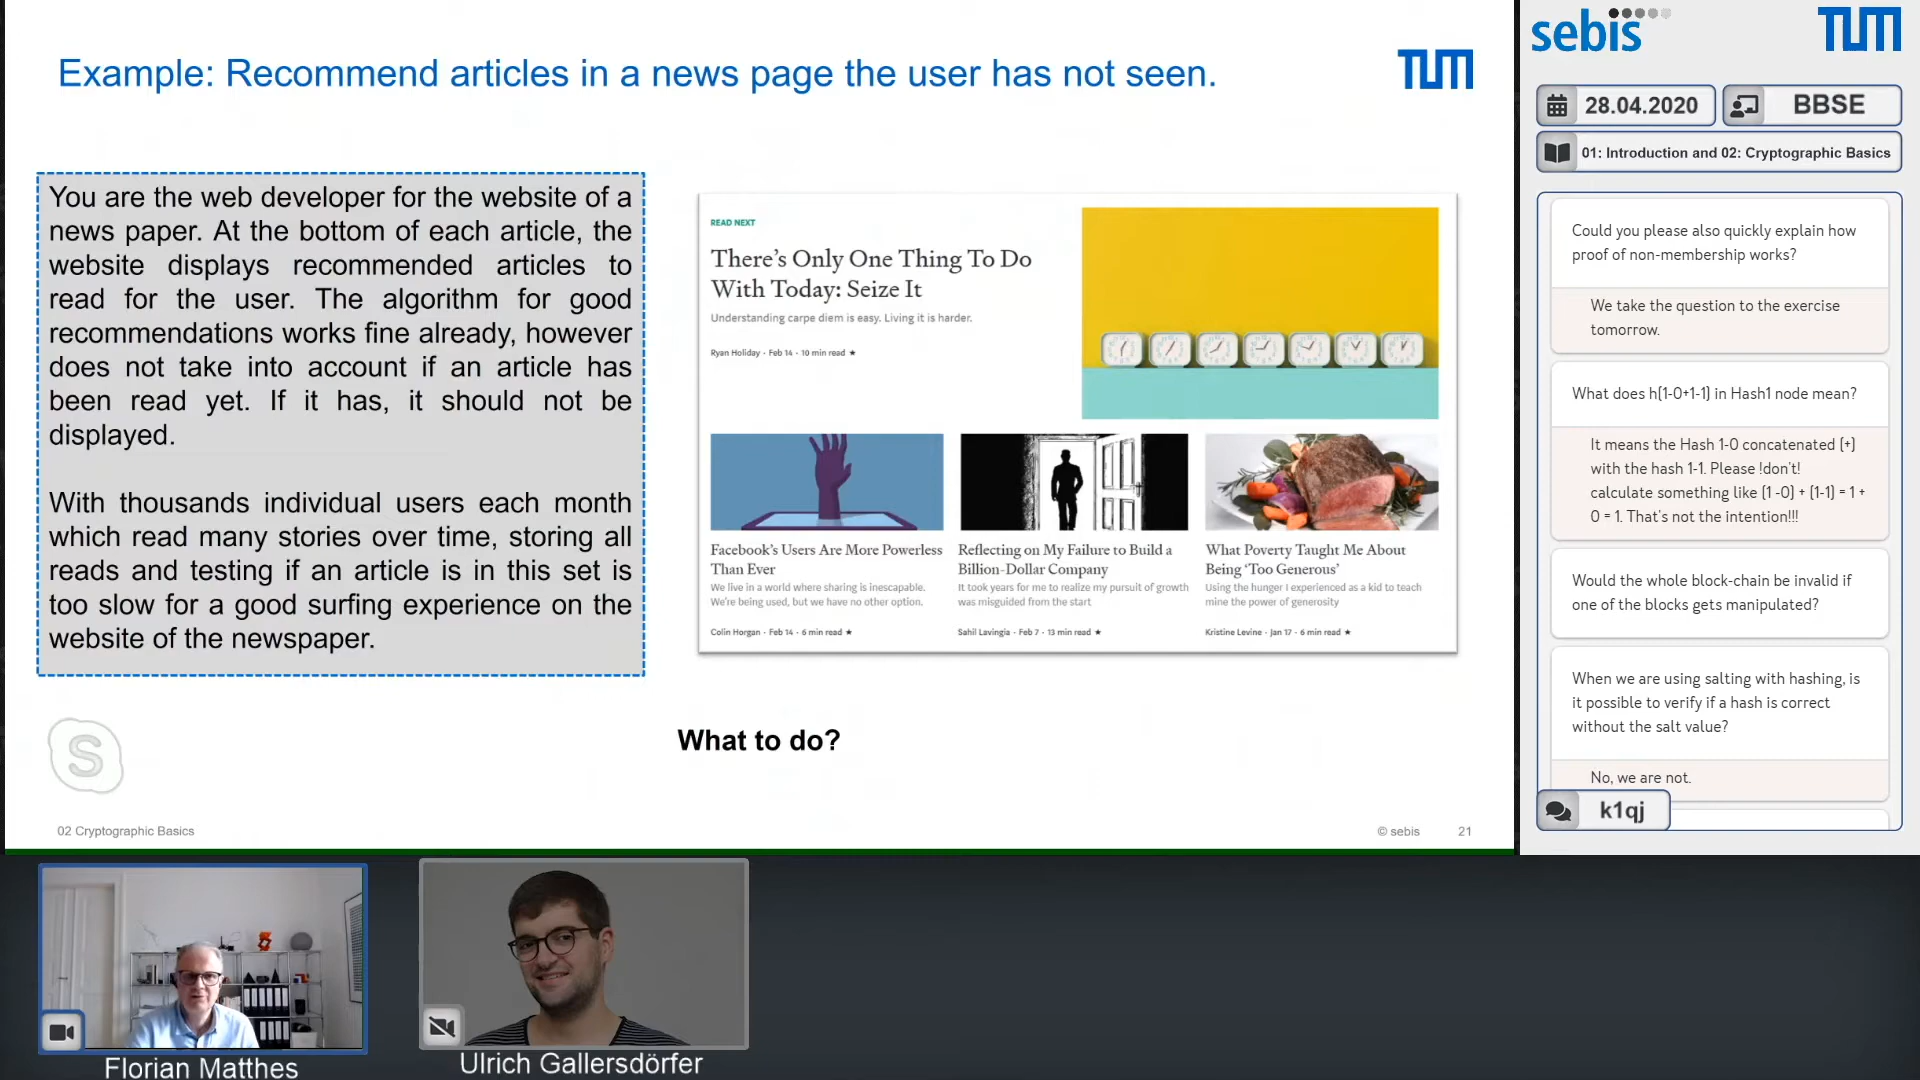 Example: Recommend articles in a news page the user has not seen.
TUM
You are the web developer for the website of a
news paper. At the bottom of each article, the
website displays recommended articles to
read for the user. The algorithm for good
recommendations works fine already, however
does not take into account if an article has
been read yet. If it has, it should not be
displayed.
With thousands individual users each month
which read many stories over time, storing all
reads and testing if an article is in this set is
too slow for a good surfing experience on the
website of the newspaper.
READ NEXT
There's Only One Thing To Do
With Today: Seize It
Understanding carpe diem is easy. Living it is harder.
Ryan Holiday · Feb 14 · 10 min read ★
Facebook's Users Are More Powerless
Than Ever
We live in a world where sharing is inescapable.
We're being used, but we have no other option.
Colin Horgan · Feb 14 · 6 min read ★
Reflecting on My Failure to Build a
Billion-Dollar Company
It took years for me to realize my pursuit of growth
was misguided from the start
Sahil Lavingia · Feb 7 · 13 min read ★
What Poverty Taught Me About
Being 'Too Generous'
Using the hunger I experienced as a kid to teach
mine the power of generosity
Kristine Levine · Jan 17 · 6 min read ★
What to do?
S
02 Cryptographic Basics
© sebis
21
sebis
TUM
28.04.2020
BBSE
01: Introduction and 02: Cryptographic Basics
Could you please also quickly explain how
proof of non-membership works?
We take the question to the exercise
tomorrow.
What does h(1-0+1-1) in Hash1 node mean?
It means the Hash 1-0 concatenated (+)
with the hash 1-1. Please !don't!
calculate something like (1 -0) + (1-1) = 1 +
0 = 1. That's not the intention!!!
Would the whole block-chain be invalid if
one of the blocks gets manipulated?
When we are using salting with hashing, is
it possible to verify if a hash is correct
without the salt value?
No, we are not.
k1qj
Florian Matthes
Ulrich Gallersdörfer